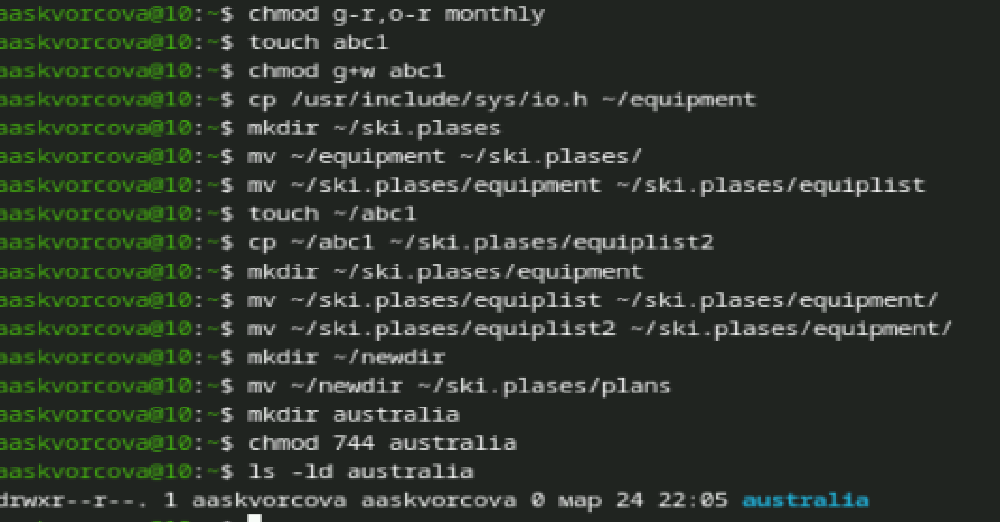 aaskvorcova@10:~$ chmod g-r,o-r monthly
aaskvorcova@10:~$ touch abc1
aaskvorcova@10:~$ chmod g+w abc1
aaskvorcova@10:~$ cp /usr/include/sys/io.h ~/equipment
aaskvorcova@10:~$ mkdir ~/ski.plases
aaskvorcova@10:~$ mv ~/equipment ~/ski.plases/
aaskvorcova@10:~$ mv ~/ski.plases/equipment ~/ski.plases/equiplist
aaskvorcova@10:~$ touch ~/abc1
aaskvorcova@10:~$ cp ~/abc1 ~/ski.plases/equiplist2
aaskvorcova@10:~$ mkdir ~/ski.plases/equipment
aaskvorcova@10:~$ mv ~/ski.plases/equiplist ~/ski.plases/equipment/
aaskvorcova@10:~$ mv ~/ski.plases/equiplist2 ~/ski.plases/equipment/
aaskvorcova@10:~$ mkdir ~/newdir
aaskvorcova@10:~$ mv ~/newdir ~/ski.plases/plans
aaskvorcova@10:~$ mkdir australia
aaskvorcova@10:~$ chmod 744 australia
aaskvorcova@10:~$ ls -ld australia
drwxr--r--. 1 aaskvorcova aaskvorcova 0 мар 24 22:05 australia